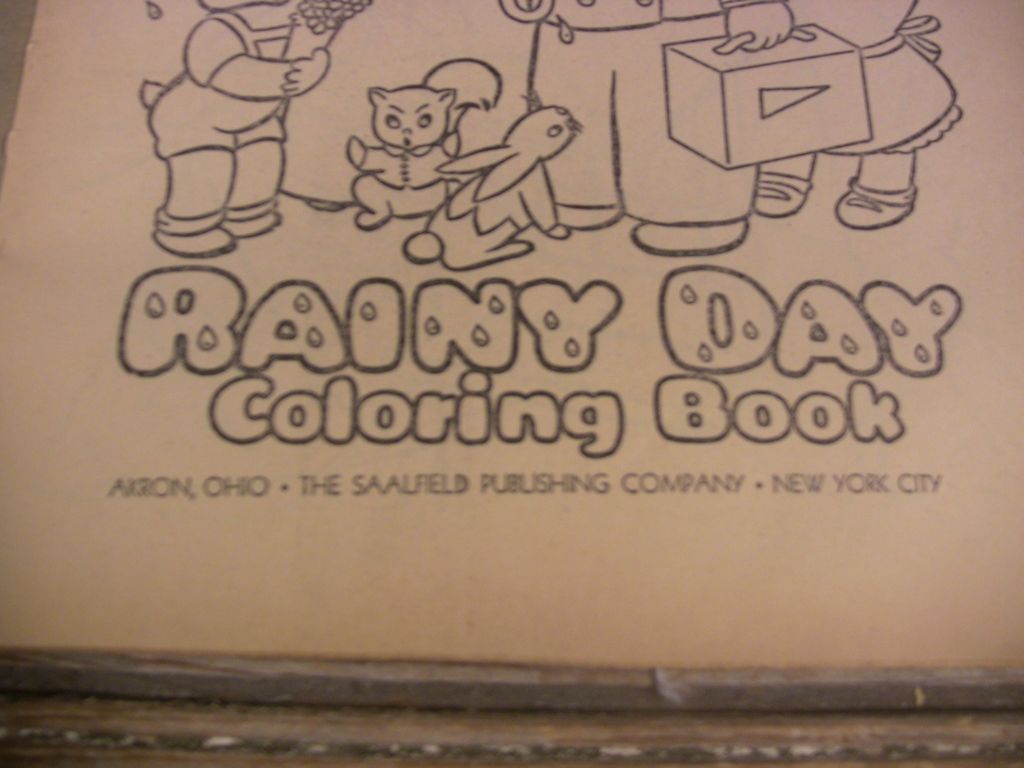 RAINY DAY
Coloring Book
AKRON, OHIO • THE SAALFIELD PUBLISHING COMPANY • NEW YORK CITY